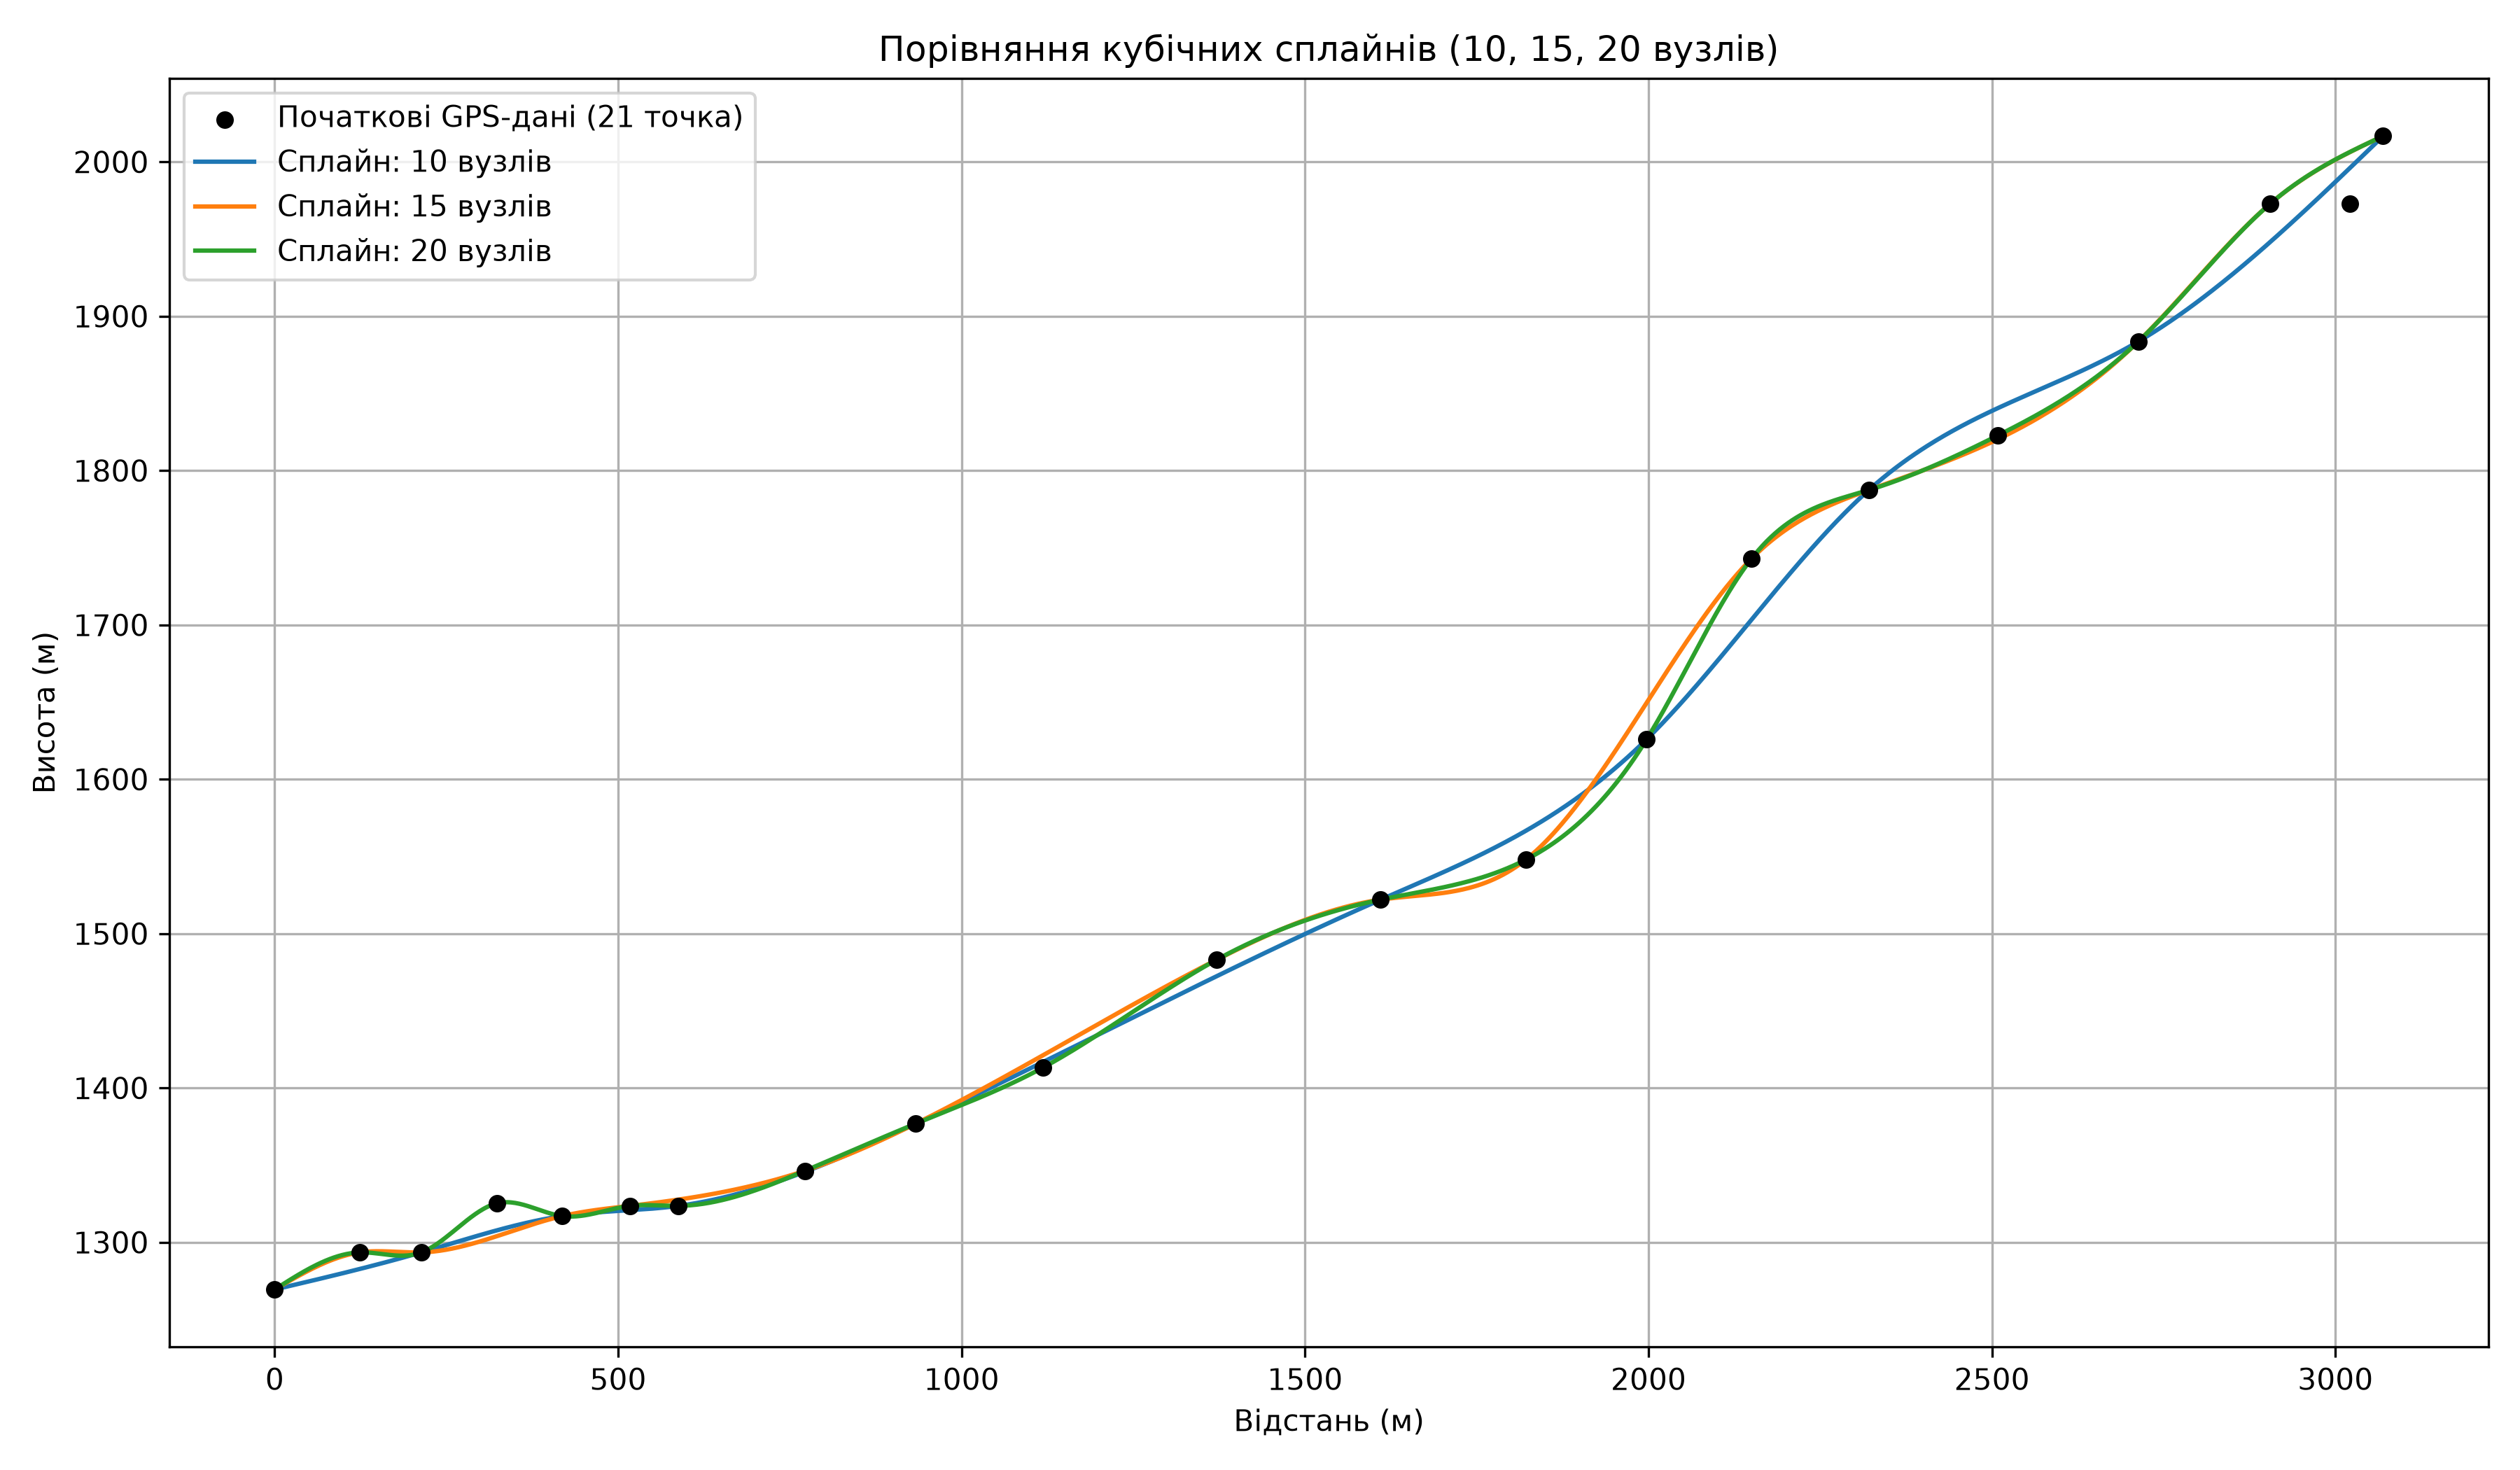 Порівняння кубічних сплайнів (10, 15, 20 вузлів)
Початкові GPS-дані (21 точка)
Сплайн: 10 вузлів
Сплайн: 15 вузлів
Сплайн: 20 вузлів
2000
1900
1800
1700
1600
1500
1400
1300
Висота (м)
0 500 1000 1500 2000 2500 3000
Відстань (м)